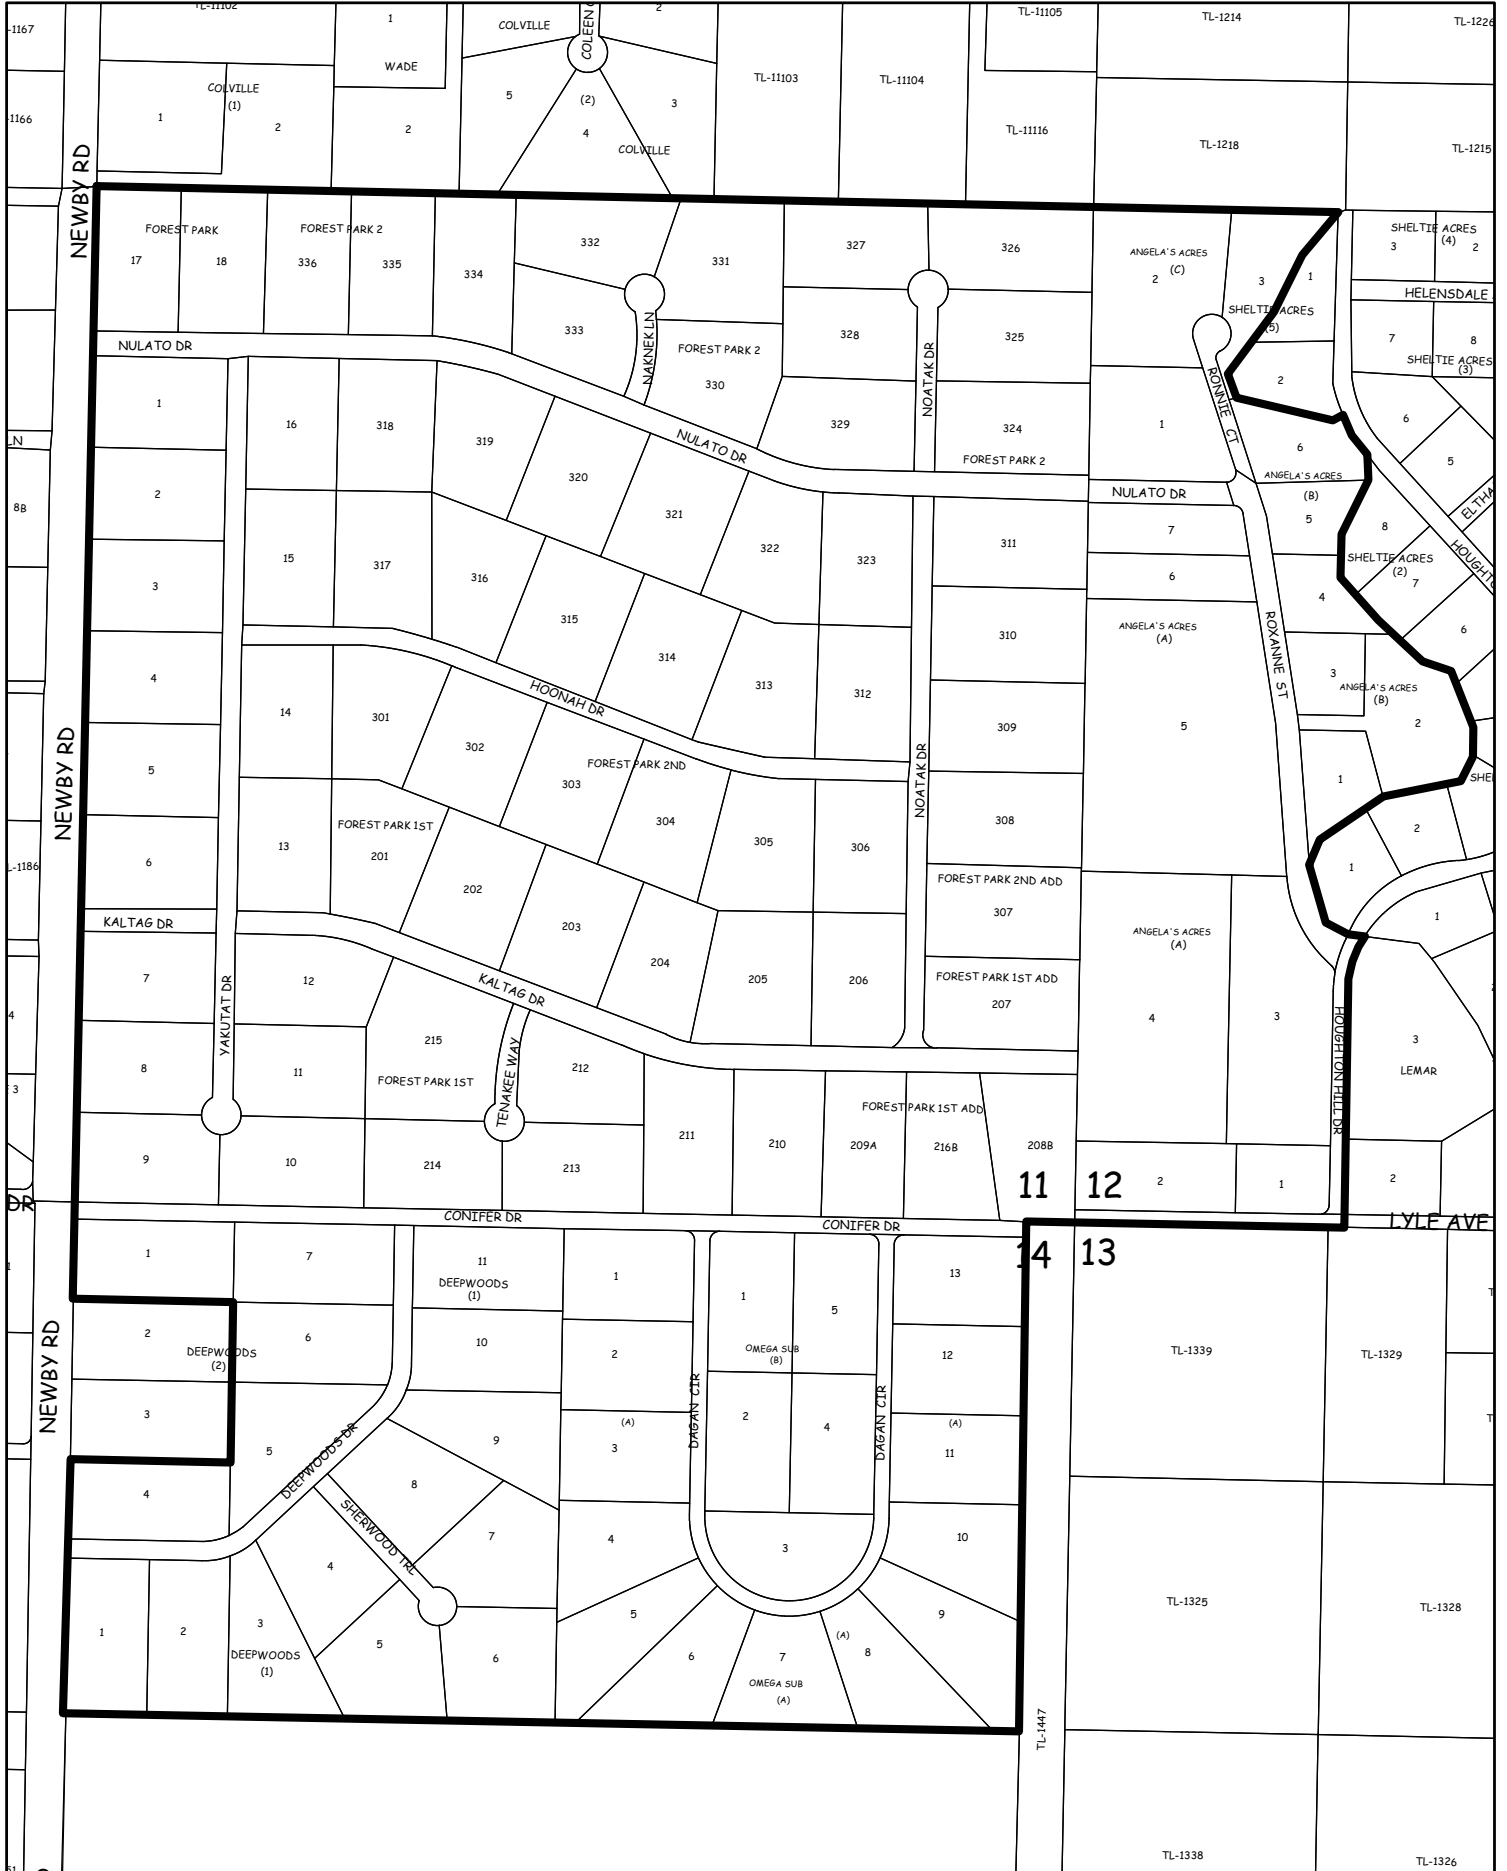 TL-11102
1
COLVILLE
COLEEN
2
TL-11105
TL-1214
TL-1226
-1167
WADE
TL-11103
TL-11104
COLVILLE
(1)
5
(2)
3
4
COLVILLE
-1166
1
2
2
TL-11116
TL-1218
TL-1215
NEWBY RD
FOREST PARK
17
18
FOREST PARK 2
336
335
334
332
331
327
326
ANGELA'S ACRES
(C)
2
3
1
SHELTIE ACRES
(5)
SHELTIE ACRES
(4)
3
2
HELENSDALE
NULATO DR
333
NAKNEK LN
FOREST PARK 2
330
328
NOATAK DR
325
RONNIE CT
2
7
8
SHELTIE ACRES
(3)
1
16
318
319
320
NULATO DR
329
324
FOREST PARK 2
1
6
ANGELA'S ACRES
(B)
6
5
LN
8B
2
321
322
323
311
NULATO DR
7
5
8
SHELTIE ACRES
(2)
7
HOUGHTO
ELTHA
3
15
317
316
315
310
6
ANGELA'S ACRES
(A)
ROXANNE ST
4
6
4
14
301
314
313
312
HOONAH DR
309
5
3
ANGELA'S ACRES
(B)
2
NEWBY RD
5
302
303
FOREST PARK 2ND
NOATAK DR
1
SHE
6
13
FOREST PARK 1ST
201
304
305
306
308
2
1
L-1186
202
FOREST PARK 2ND ADD
307
1
KALTAG DR
203
204
205
206
ANGELA'S ACRES
(A)
7
YAKUTAT DR
12
KALTAG DR
FOREST PARK 1ST ADD
207
4
3
HOUGHTON HILL DR
3
LEMAR
4
8
11
215
FOREST PARK 1ST
TENAKEE WAY
212
FOREST PARK 1ST ADD
3
9
10
214
213
211
210
209A
216B
208B
2
1
2
11
12
DR
CONIFER DR
CONIFER DR
LYLE AVE
14
13
1
1
7
11
DEEPWOODS
(1)
1
1
5
13
2
DEEPWOODS
(2)
6
10
2
OMEGA SUB
(B)
12
TL-1339
TL-1329
NEWBY RD
3
5
DEEPWOODS DR
9
(A)
3
DAGAN CIR
2
4
DAGAN CIR
(A)
11
4
8
SHERWOOD TRL
7
4
3
10
4
1
2
3
DEEPWOODS
(1)
5
6
5
6
7
OMEGA SUB
(A)
(A)
8
9
TL-1325
TL-1328
TL-1447
TL-1338
TL-1326